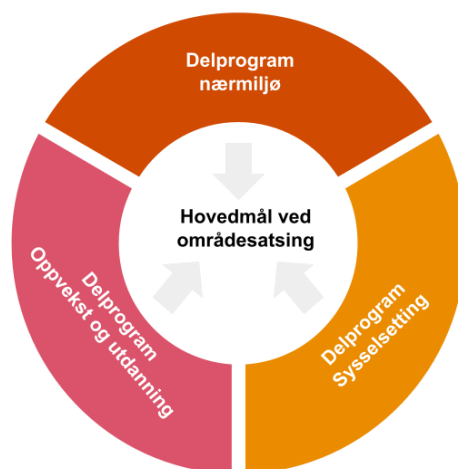 Delprogram
nærmiljø
Hovedmål ved
områdesatsing
Delprogram
Oppvekst og utdanning
Delprogram
Sysselsetting